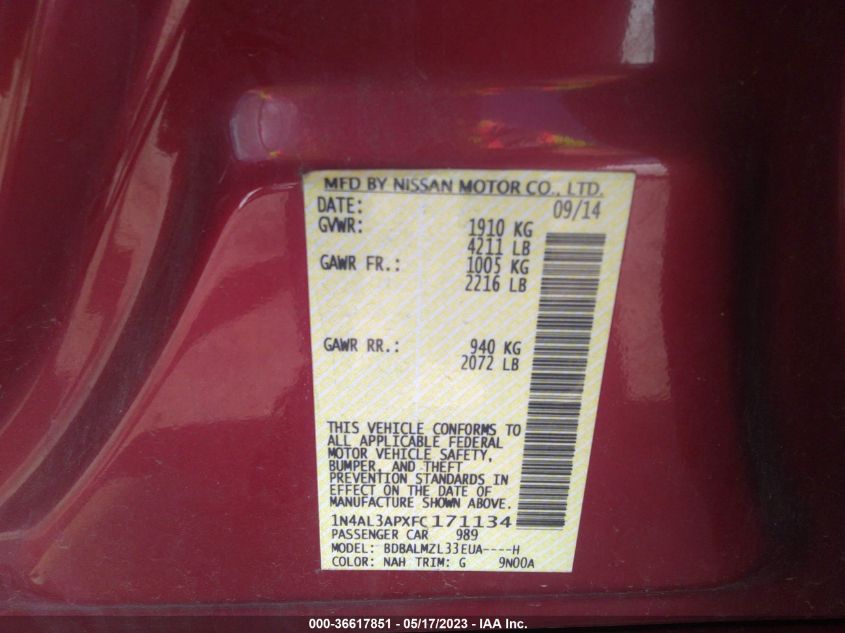 MFD BY NISSAN MOTOR CO., LTD.
DATE: 09/14
GVWR: 1910 KG
4211 LB
GAWR FR.: 1005 KG
2216 LB
GAWR RR.: 940 KG
2072 LB
THIS VEHICLE CONFORMS TO
ALL APPLICABLE FEDERAL
MOTOR VEHICLE SAFETY,
BUMPER, AND THEFT
PREVENTION STANDARDS IN
EFFECT ON THE DATE OF
MANUFACTURE SHOWN ABOVE.
1N4AL3APXFC171134
PASSENGER CAR 989
MODEL: BDBALMZL33EUA----H
COLOR: NAH TRIM: G 9N00A
000-36617851 - 05/17/2023 - IAA Inc.